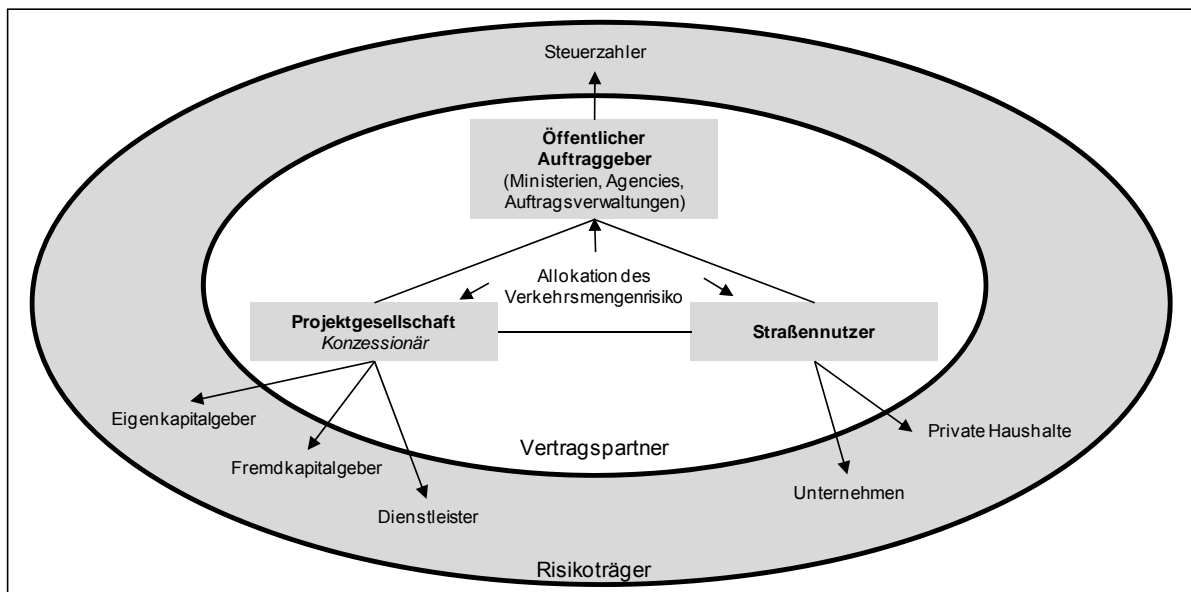 Steuerzahler
Öffentlicher
Auftraggeber
(Ministerien, Agencies,
Auftragsverwaltungen)
Allokation des
Verkehrsmengenrisiko
Projektgesellschaft
Konzessionär
Straßennutzer
Eigenkapitalgeber
Fremdkapitalgeber
Dienstleister
Private Haushalte
Unternehmen
Vertragspartner
Risikoträger